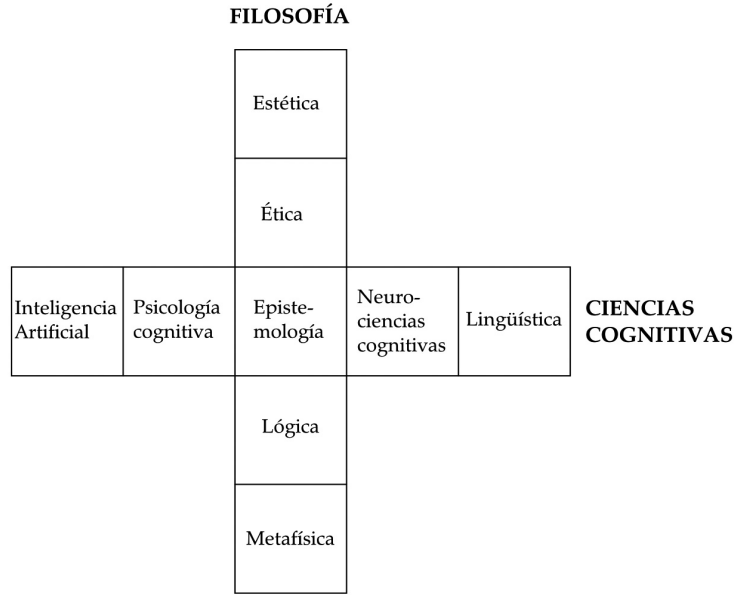 FILOSOFÍA
Estética
Ética
Inteligencia
Artificial
Psicología
cognitiva
Episte-
mología
Neuro-
ciencias
cognitivas
Lingüística
CIENCIAS
COGNITIVAS
Lógica
Metafísica